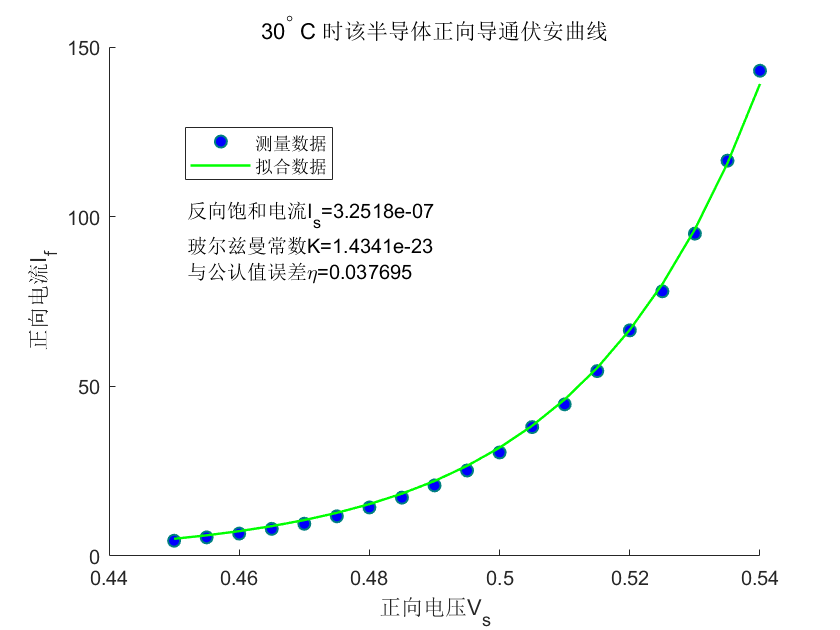 30°C 时该半导体正向导通伏安曲线
150
100
50
0
正向电流I_f
测量数据
拟合数据
反向饱和电流I_s=3.2518e-07
玻尔兹曼常数K=1.4341e-23
与公认值误差η=0.037695
0.44 0.46 0.48 0.5 0.52 0.54
正向电压V_s